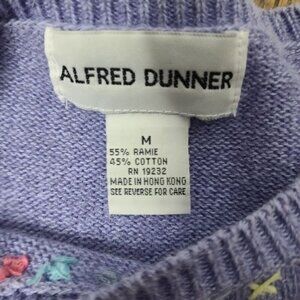 ALFRED DUNNER
M
55% RAMIE
45% COTTON
RN 19232
MADE IN HONG KONG
SEE REVERSE FOR CARE